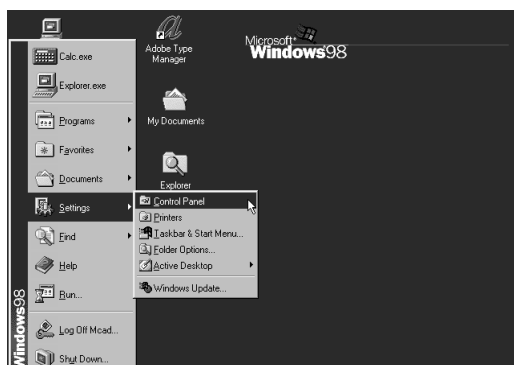 Adobe Type
Manager
Microsoft
Windows98
Calc.exe
Explorer.exe
My Documents
Programs
Favorites
Documents
Explorer
Settings
Control Panel
Printers
Taskbar & Start Menu...
Folder Options...
Active Desktop
Windows Update...
Find
Help
Run...
Log Off Mcad...
Shut Down...
Windows98